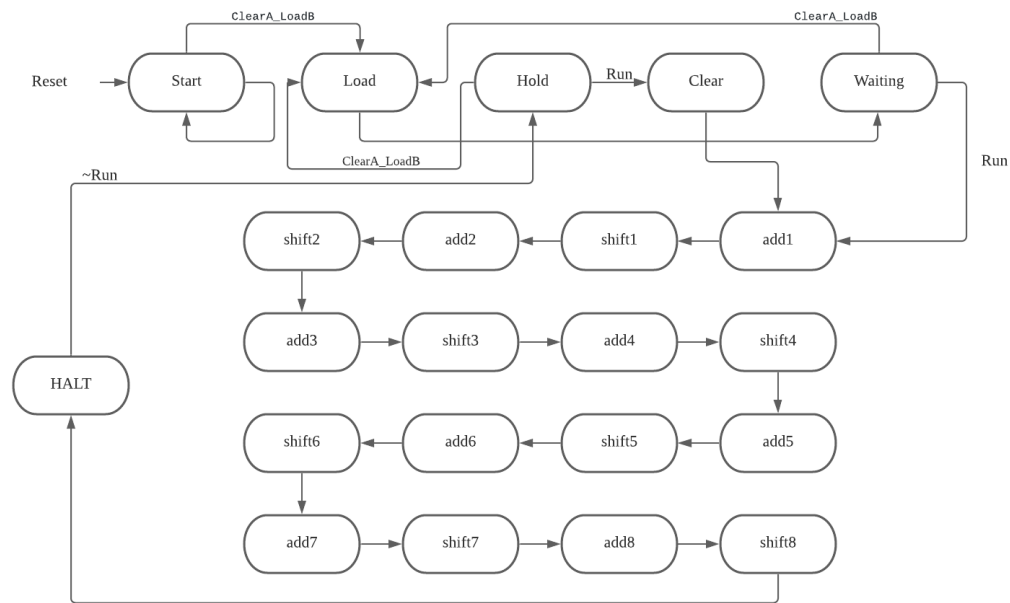 ClearA_LoadB
ClearA_LoadB
Reset
Start
Load
Hold
Run
Clear
Waiting
ClearA_LoadB
Run
~Run
shift2
add2
shift1
add1
add3
shift3
add4
shift4
HALT
shift6
add6
shift5
add5
add7
shift7
add8
shift8